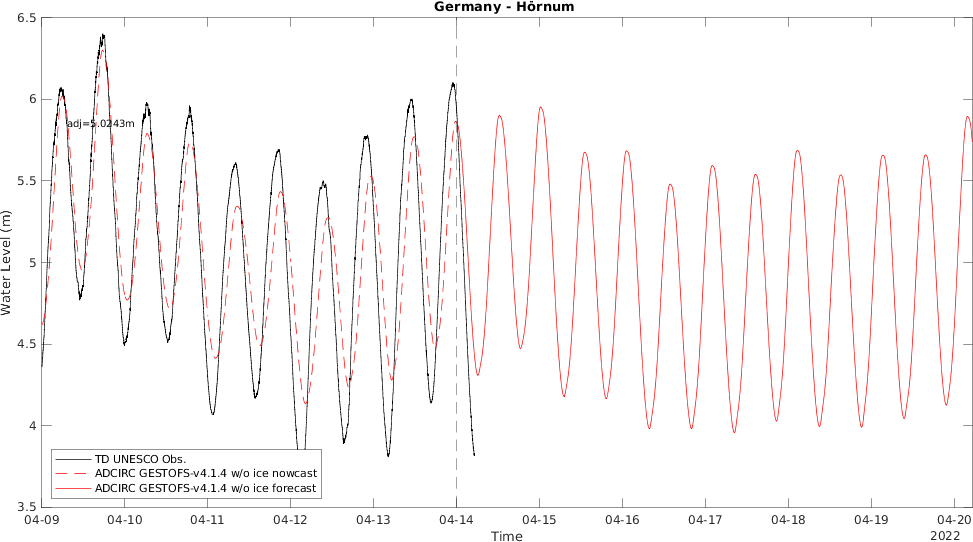 Germany - Hörnum
6.5
6
5.5
5
4.5
4
3.5
Water Level (m)
adj=5.0243m
TD UNESCO Obs.
ADCIRC GESTOFS-v4.1.4 w/o ice nowcast
ADCIRC GESTOFS-v4.1.4 w/o ice forecast
04-09 04-10 04-11 04-12 04-13 04-14 04-15 04-16 04-17 04-18 04-19 04-20
Time
2022